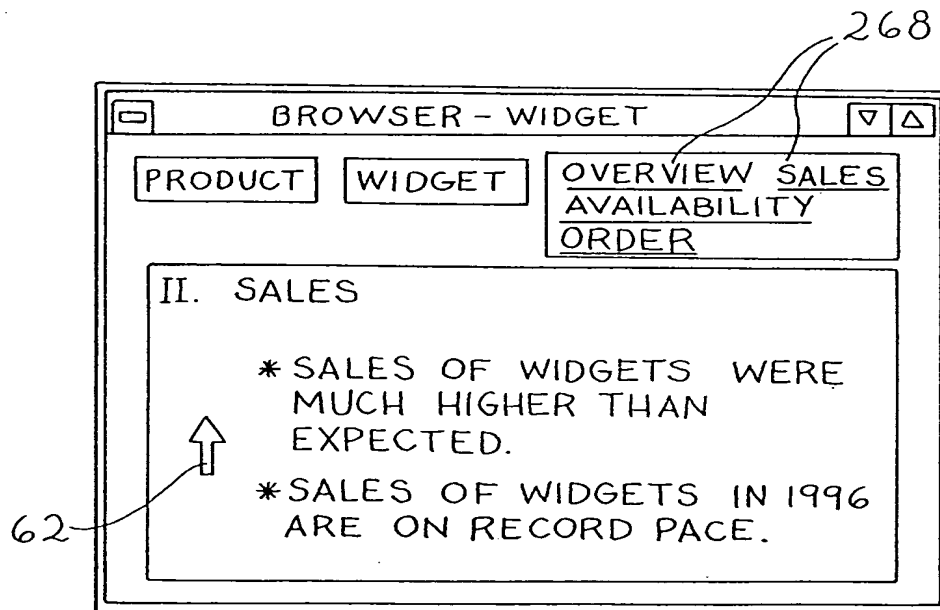 268
BROWSER - WIDGET
PRODUCT WIDGET OVERVIEW SALES
AVAILABILITY
ORDER
II. SALES
* SALES OF WIDGETS WERE
MUCH HIGHER THAN
EXPECTED.
* SALES OF WIDGETS IN 1996
ARE ON RECORD PACE.
62